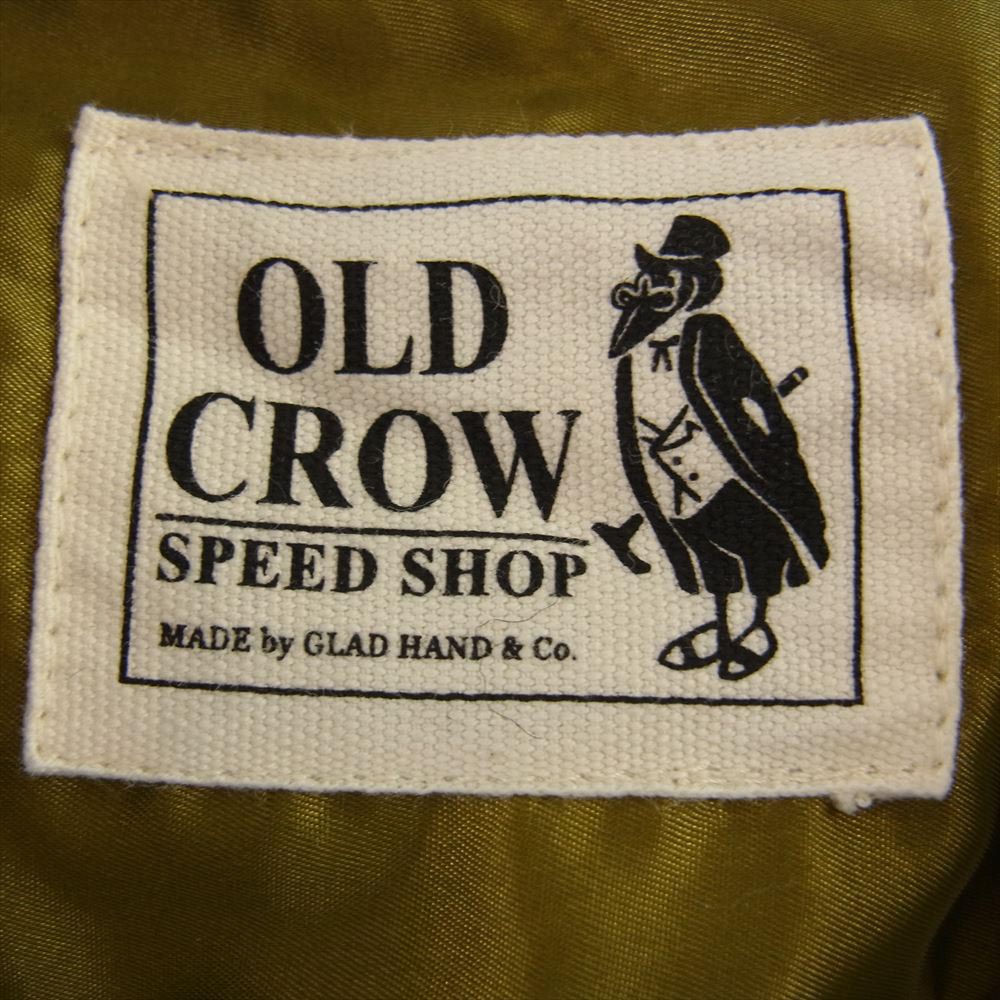 OLD
CROW
SPEED SHOP
MADE by GLAD HAND & Co.